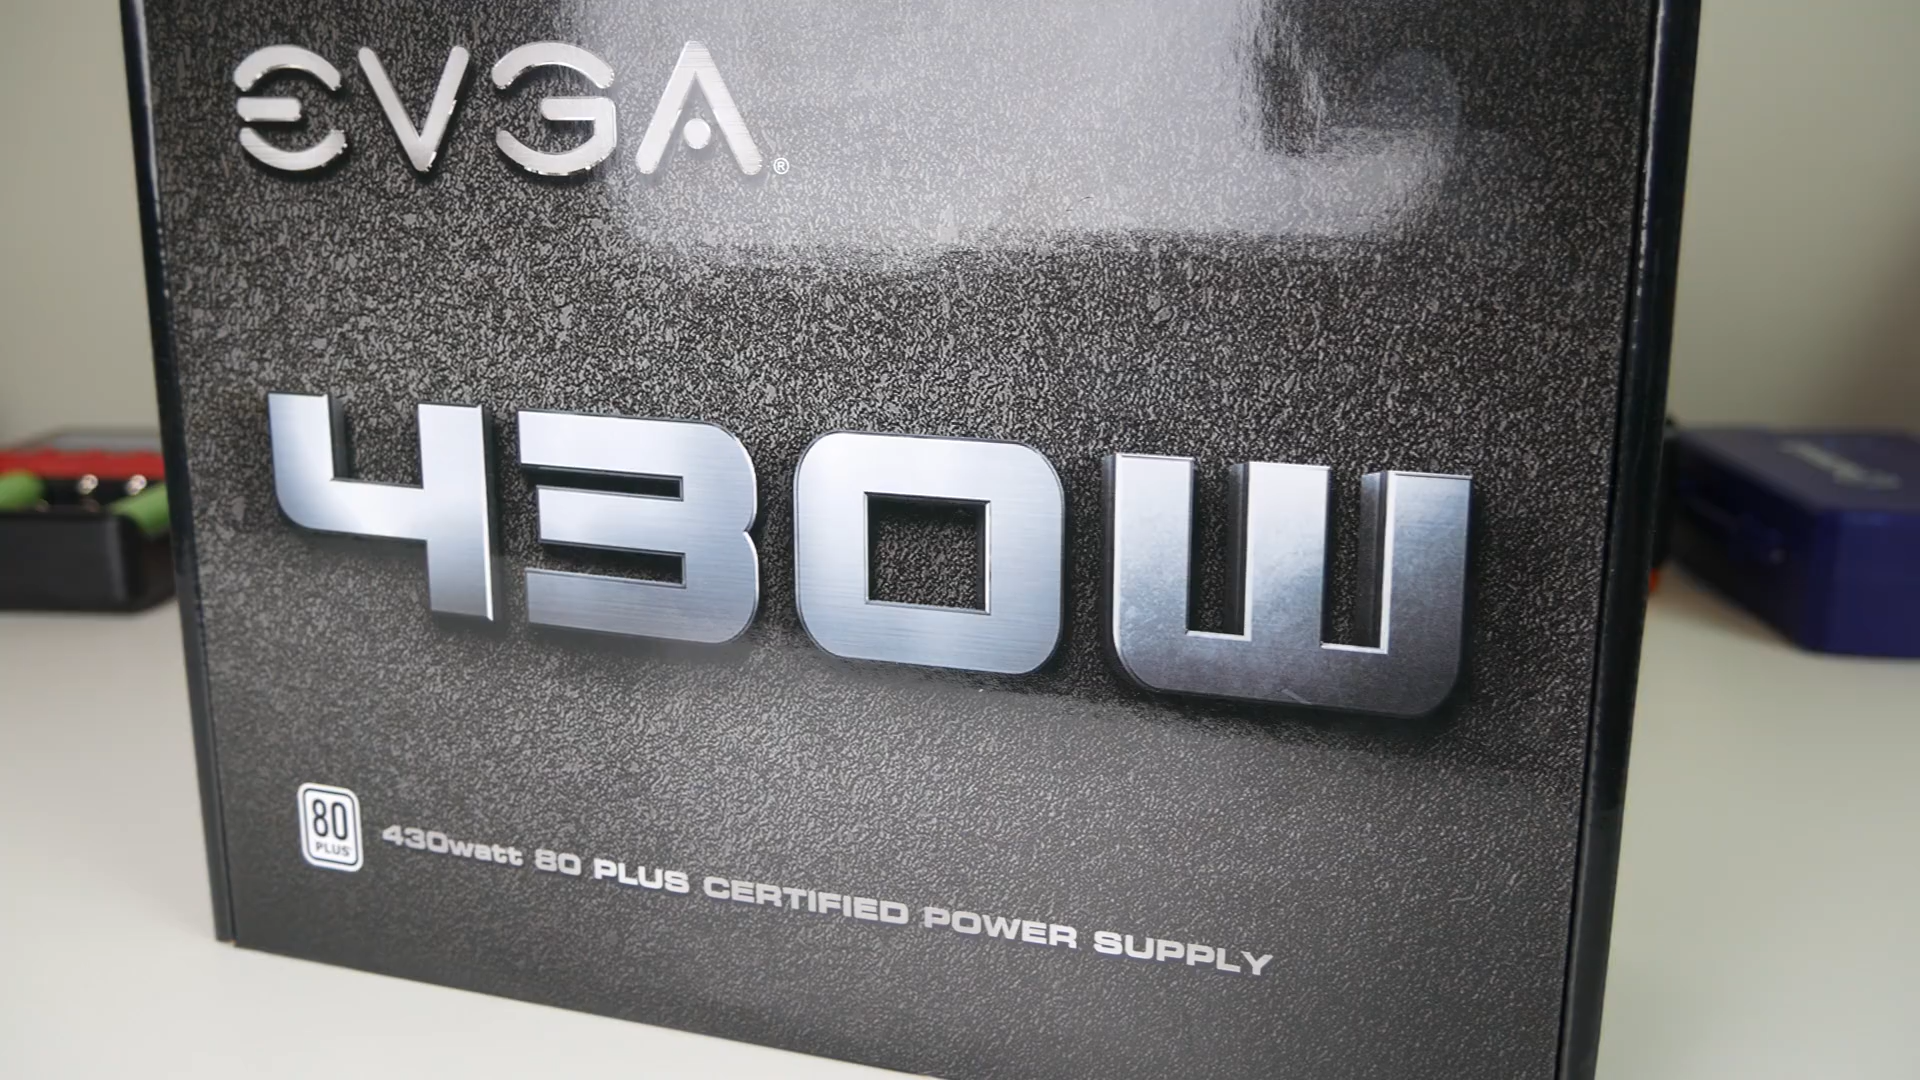 EVGA®
430W
80 PLUS®
430watt 80 PLUS CERTIFIED POWER SUPPLY